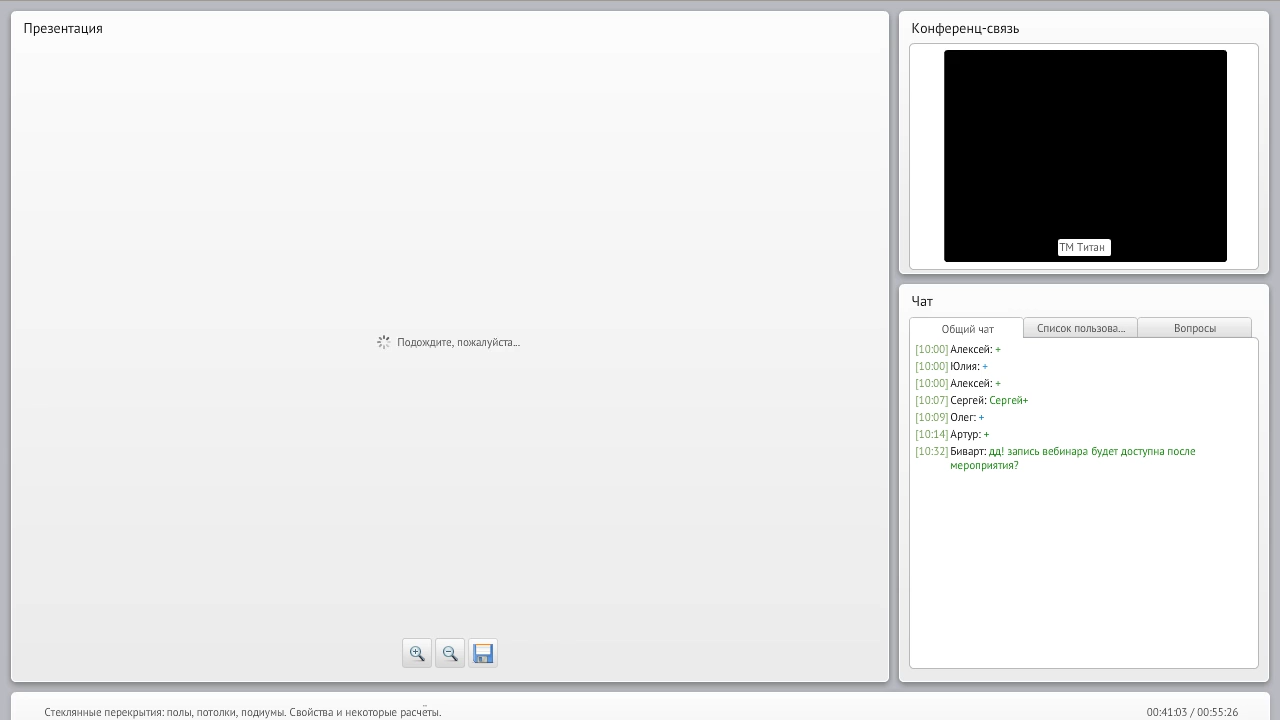 Презентация
Подождите, пожалуйста...
Конференц-связь
ТМ Титан
Чат
Общий чат
Список пользова...
Вопросы
[10:00] Алексей: +
[10:00] Юлия: +
[10:00] Алексей: +
[10:07] Сергей: Сергей+
[10:09] Олег: +
[10:14] Артур: +
[10:32] Биварт: дд! запись вебинара будет доступна после
мероприятия?
Стеклянные перекрытия: полы, потолки, подиумы. Свойства и некоторые расчёты.
00:41:03 / 00:55:26